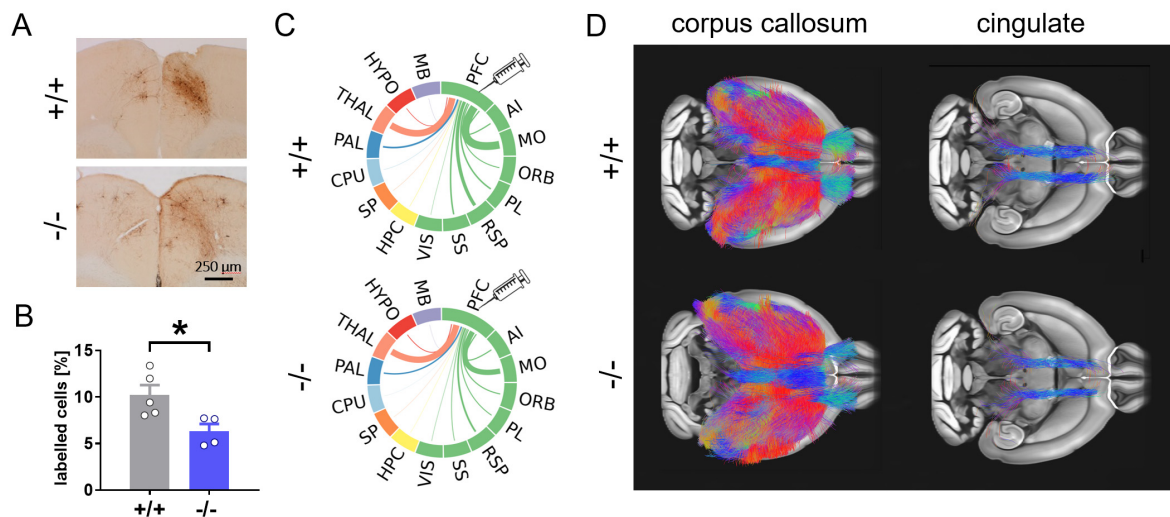 A
+/+
-/-
250 µm
B
labelled cells [%]
15
10
5
0
*
+/+
-/-
C
+/+
PFC
AI
MO
ORB
PL
RSP
SS
VIS
HPC
SP
CPU
PAL
THAL
HYPO
MB
-/-
PFC
AI
MO
ORB
PL
RSP
SS
VIS
HPC
SP
CPU
PAL
THAL
HYPO
MB
D
corpus callosum
cingulate
+/+
+/+
-/-
-/-